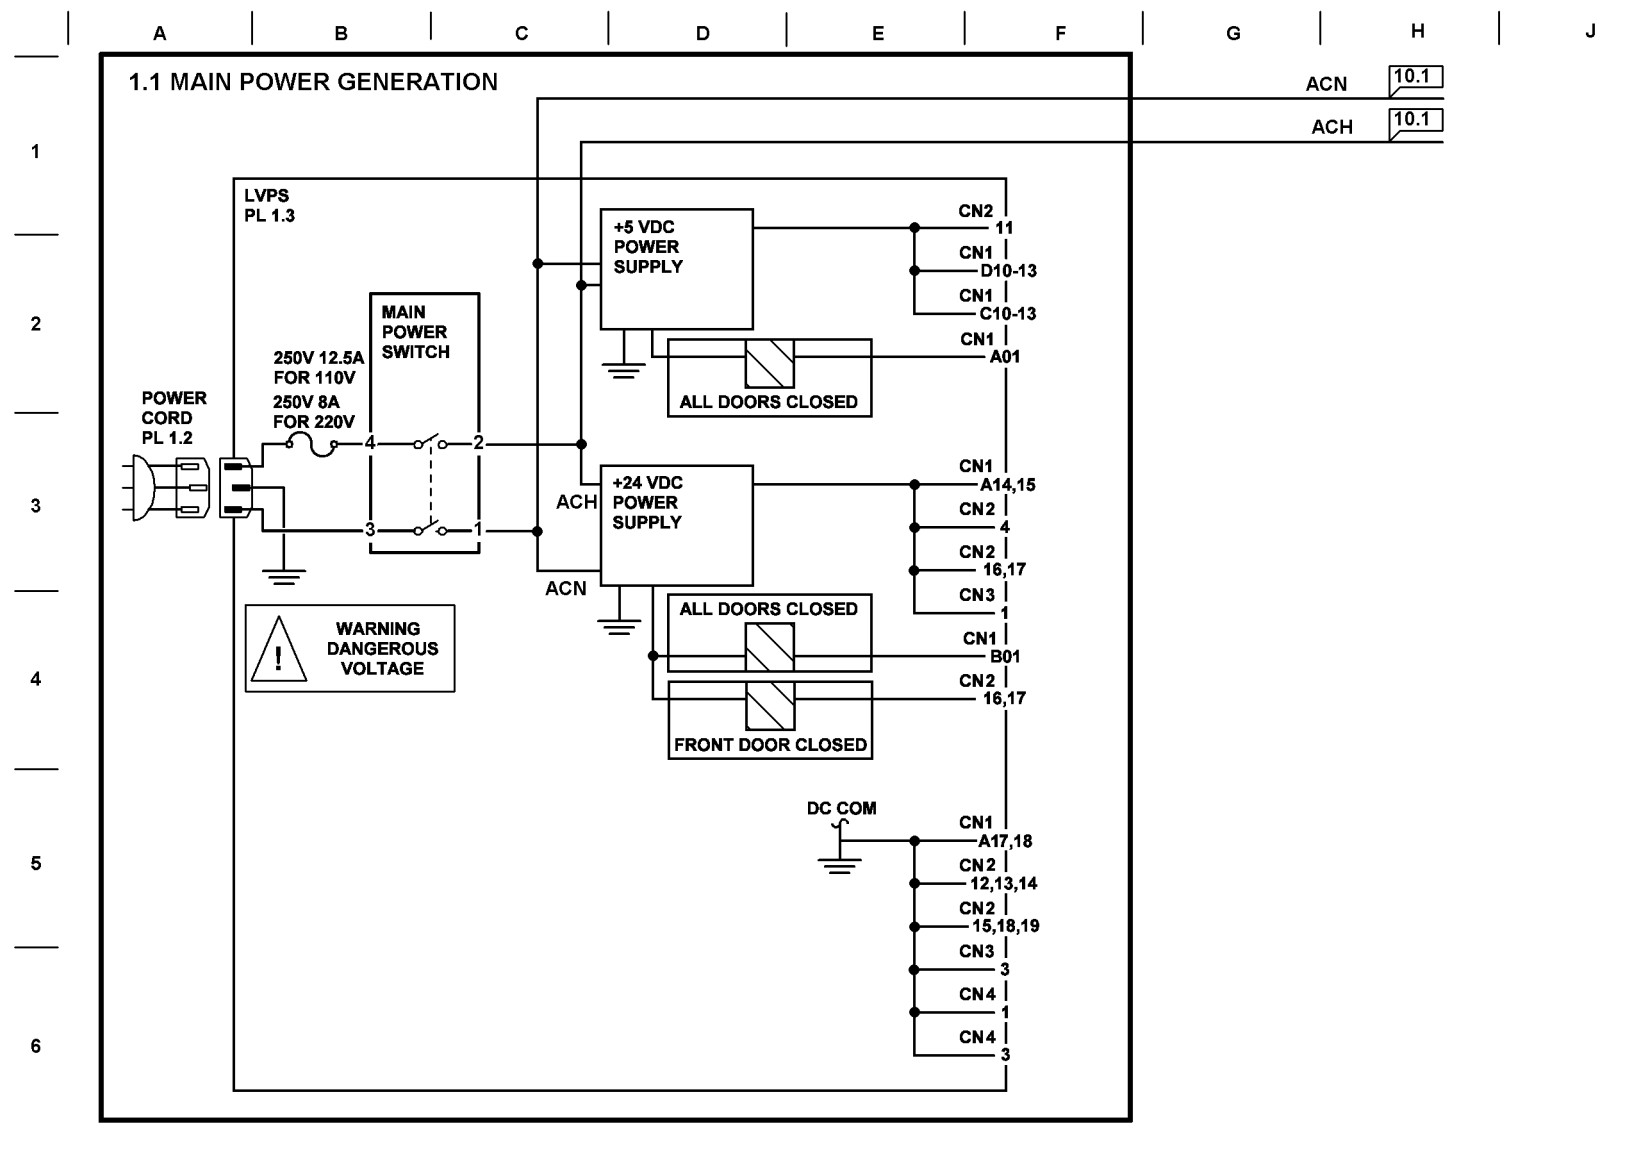 A B C D E F G H J
1.1 MAIN POWER GENERATION
ACN 10.1
ACH 10.1
1
LVPS
PL 1.3
+5 VDC
POWER
SUPPLY
CN2
11
CN1
D10-13
CN1
C10-13
2
MAIN
POWER
SWITCH
CN1
A01
ALL DOORS CLOSED
250V 12.5A
FOR 110V
250V 8A
FOR 220V
POWER
CORD
PL 1.2
4
2
3
3
1
ACH
+24 VDC
POWER
SUPPLY
ACN
CN1
A14,15
CN2
4
CN2
16,17
CN3
1
ALL DOORS CLOSED
CN1
B01
CN2
16,17
FRONT DOOR CLOSED
WARNING
DANGEROUS
VOLTAGE
!
4
DC COM
CN1
A17,18
5
CN2
12,13,14
CN2
15,18,19
CN3
3
CN4
1
6
CN4
3